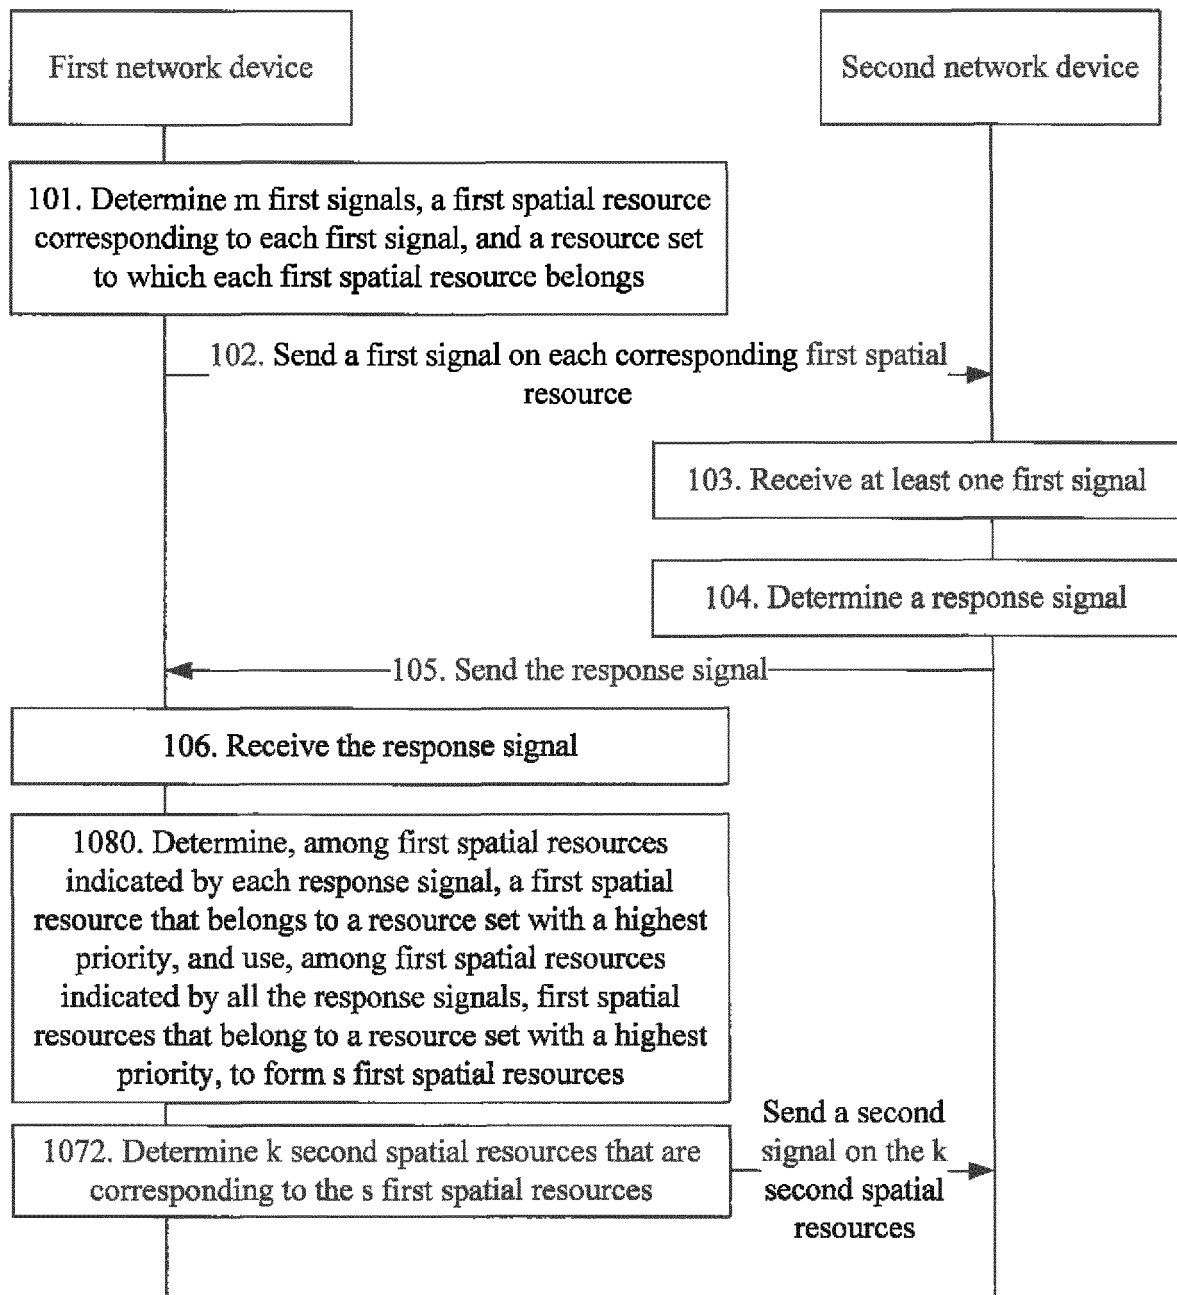 First network device
Second network device
101. Determine m first signals, a first spatial resource
corresponding to each first signal, and a resource set
to which each first spatial resource belongs
102. Send a first signal on each corresponding first spatial
resource
103. Receive at least one first signal
104. Determine a response signal
105. Send the response signal
106. Receive the response signal
1080. Determine, among first spatial resources
indicated by each response signal, a first spatial
resource that belongs to a resource set with a highest
priority, and use, among first spatial resources
indicated by all the response signals, first spatial
resources that belong to a resource set with a highest
priority, to form s first spatial resources
1072. Determine k second spatial resources that are
corresponding to the s first spatial resources
Send a second
signal on the k
second spatial
resources